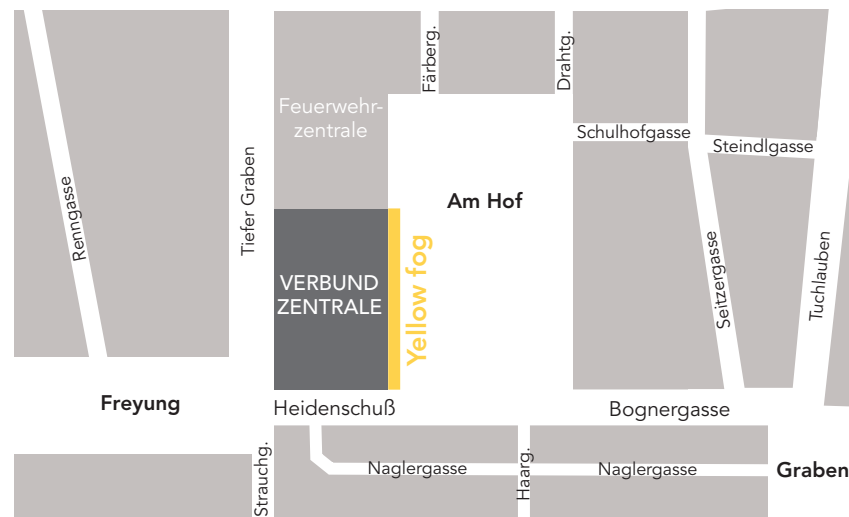 Färberg.
Drahtg.
Feuerwehr-
zentrale
Schulhofgasse
Steindlgasse
Renngasse
Tiefer Graben
Am Hof
Seitzergasse
Tuchlauben
VERBUND
ZENTRALE
Yellow fog
Freyung
Heidenschuß
Bognergasse
Strauchg.
Naglergasse
Haarg.
Naglergasse
Graben